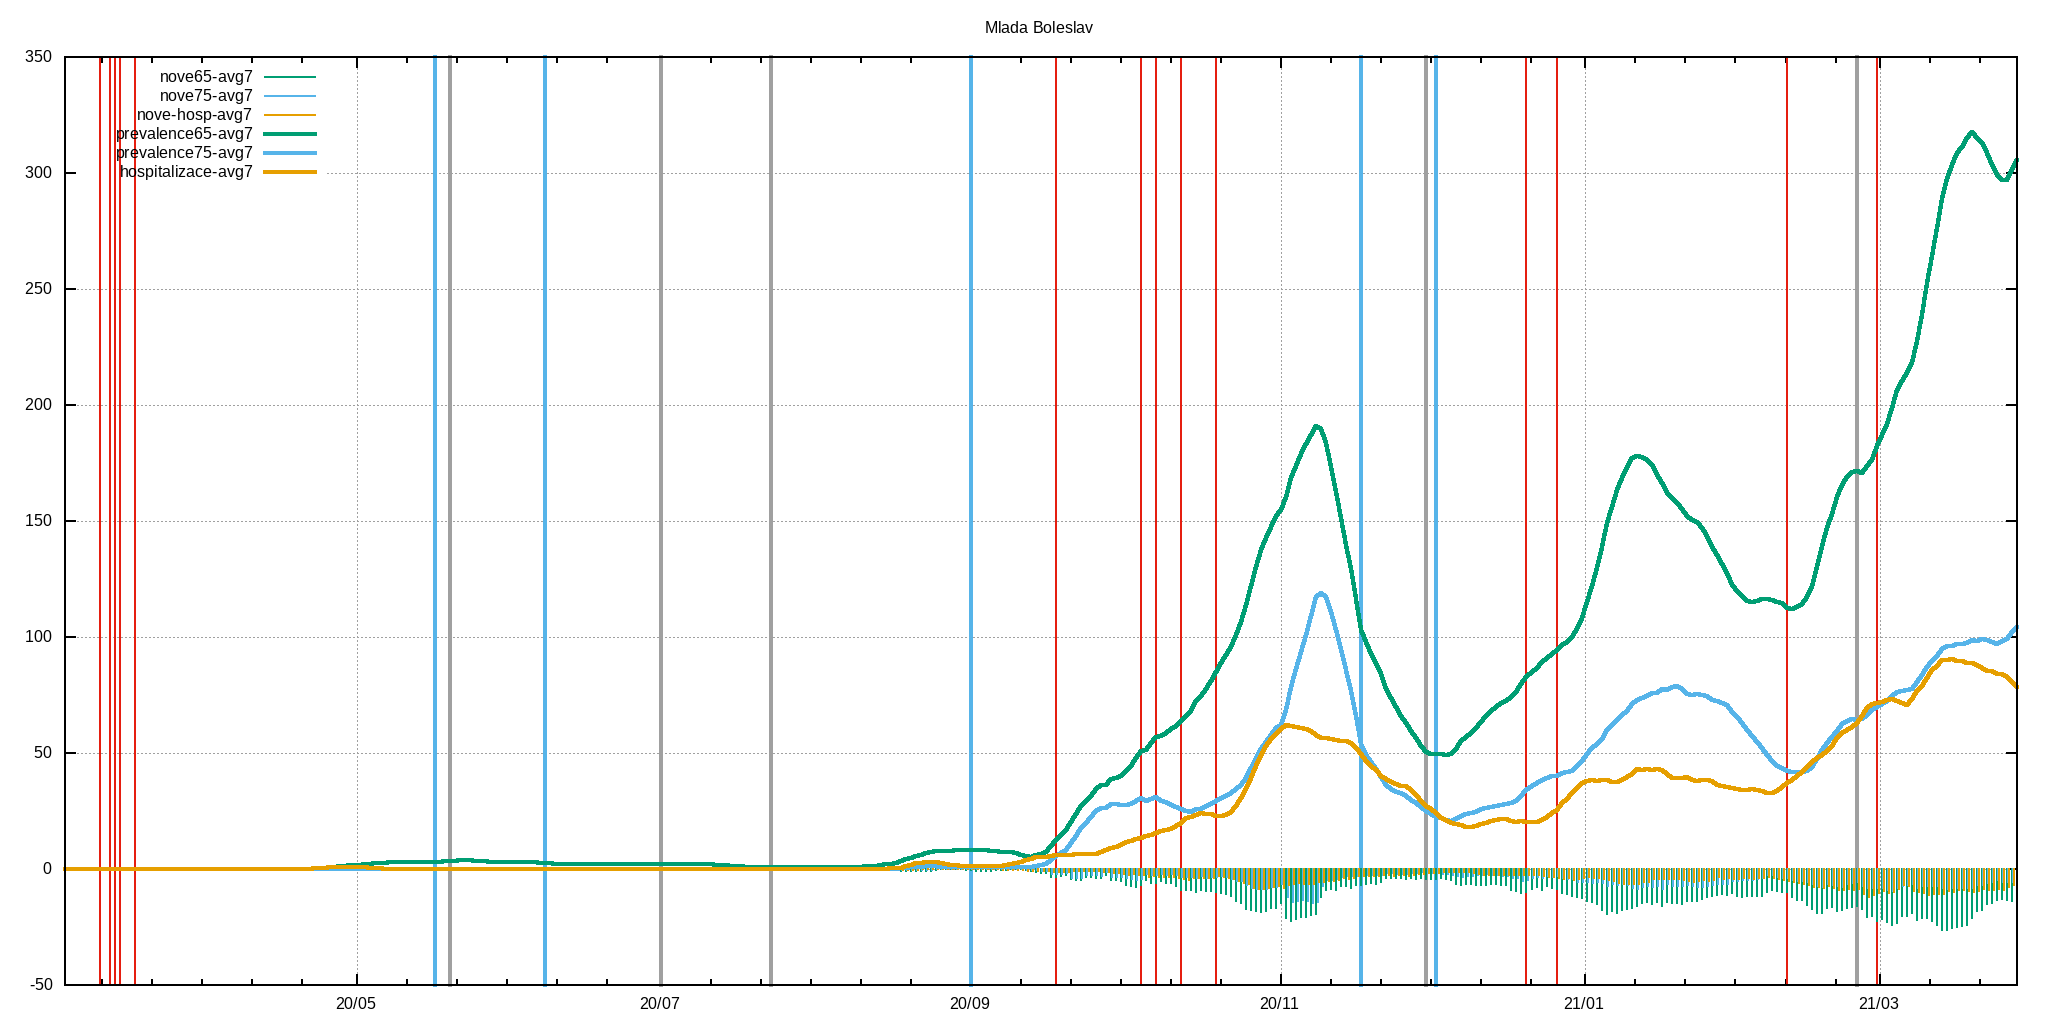 Mlada Boleslav
350
300
250
200
150
100
50
0
-50
nove65-avg7
nove75-avg7
nove-hosp-avg7
prevalence65-avg7
prevalence75-avg7
hospitalizace-avg7
20/05 20/07 20/09 20/11 21/01 21/03